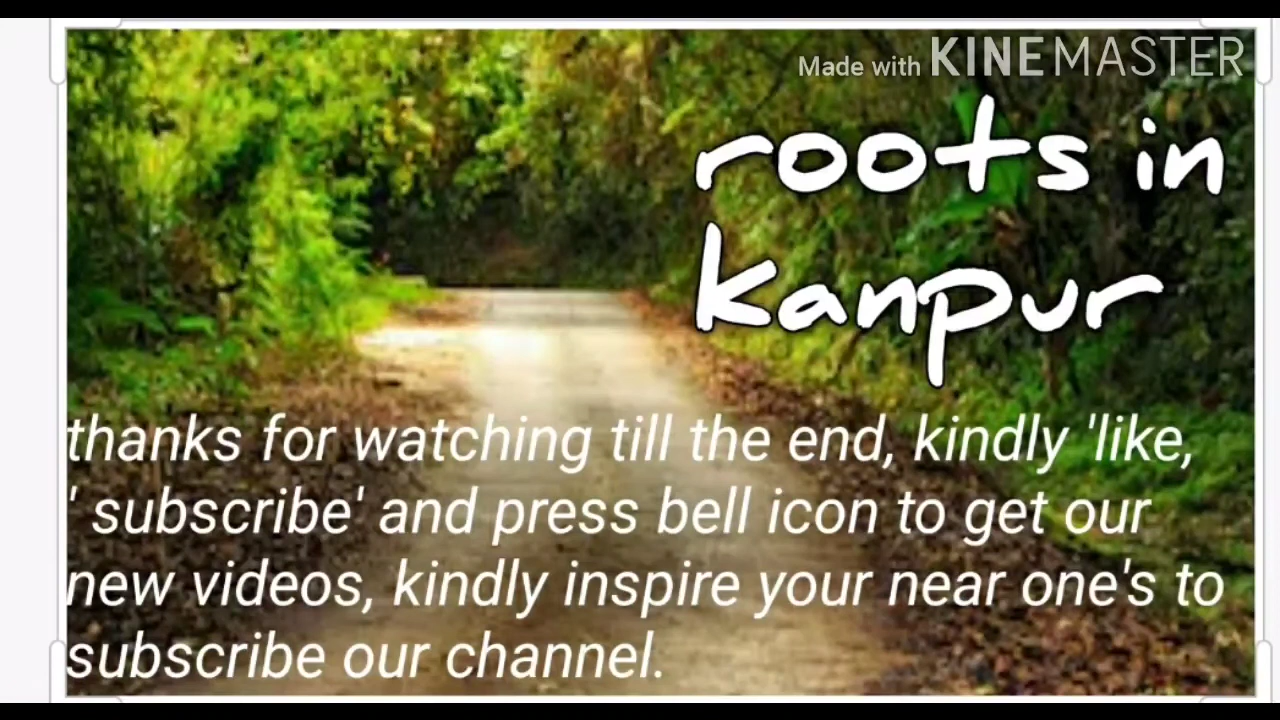 Made with KINEMASTER
roots in
kanpur
thanks for watching till the end, kindly 'like,
' subscribe' and press bell icon to get our
new videos, kindly inspire your near one's to
subscribe our channel.